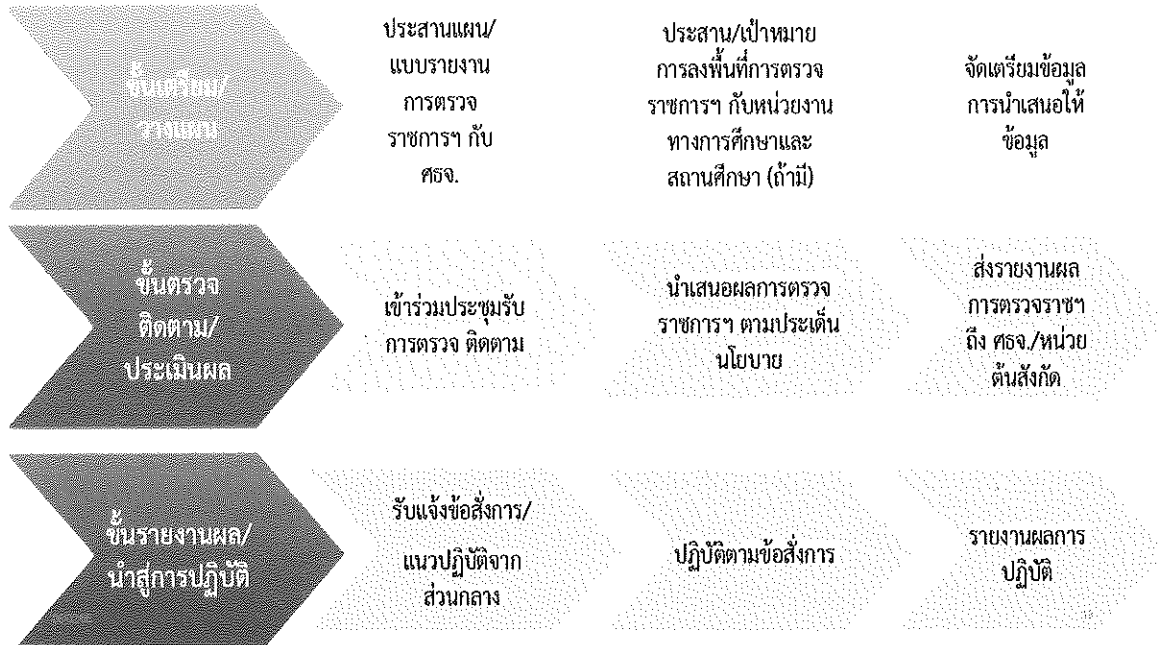 ขั้นเตรียม/
วางแผน
ประสานแผน/
แบบรายงาน
การตรวจ
ราชการฯ กับ
ศธจ.
ประสาน/เป้าหมาย
การลงพื้นที่การตรวจ
ราชการฯ กับหน่วยงาน
ทางการศึกษาและ
สถานศึกษา (ถ้ามี)
จัดเตรียมข้อมูล
การนำเสนอให้
ข้อมูล
ขั้นตรวจ
ติดตาม/
ประเมินผล
เข้าร่วมประชุมรับ
การตรวจ ติดตาม
นำเสนอผลการตรวจ
ราชการฯ ตามประเด็น
นโยบาย
ส่งรายงานผล
การตรวจราชฯ
ถึง ศธจ./หน่วย
ต้นสังกัด
ขั้นรายงานผล/
นำสู่การปฏิบัติ
รับแจ้งข้อสั่งการ/
แนวปฏิบัติจาก
ส่วนกลาง
ปฏิบัติตามข้อสั่งการ
รายงานผลการ
ปฏิบัติ